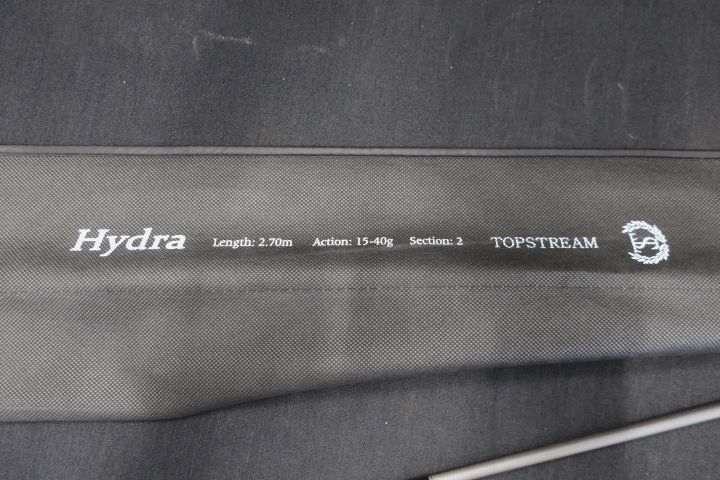 Hydra Length: 2.70m Action: 15-40g Section: 2 TOPSTREAM